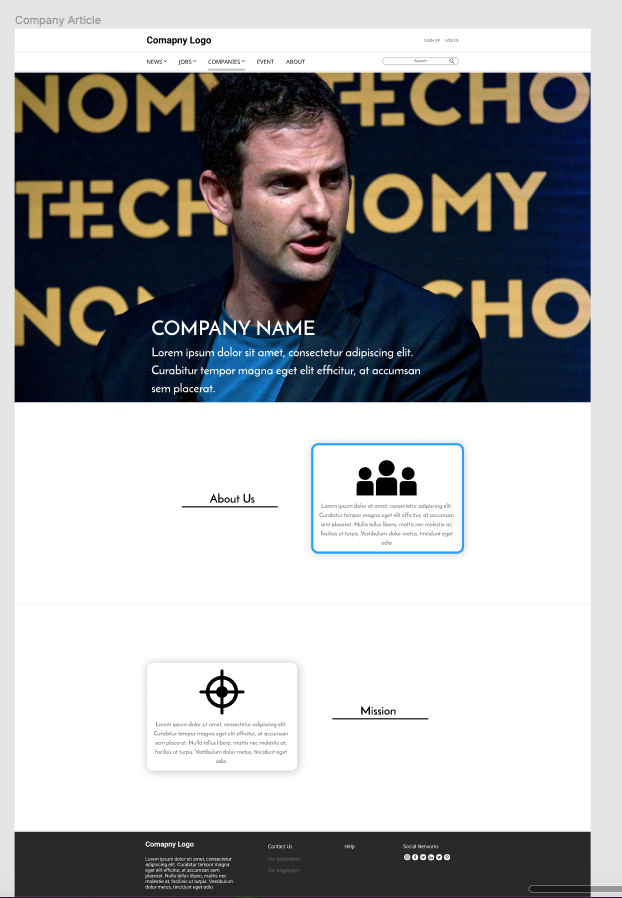 Company Article
Comapny Logo
SIGN UP LOG IN
NEWS JOBS COMPANIES EVENT ABOUT Search
NOMY TECHO
TECH NOMY
NO CHO
COMPANY NAME
Lorem ipsum dolor sit amet, consectetur adipiscing elit.
Curabitur tempor magna eget elit efficitur, at accumsan
sem placerat.
About Us
Lorem ipsum dolor sit amet, consectetur adipiscing elit.
Curabitur tempor magna eget elit efficitur, at accumsan
sem placerat. Nulla tellus libero, mattis nec molestie at,
facilisis ut turpis. Vestibulum dolor metus, tincidunt eget
odio
Lorem ipsum dolor sit amet, consectetur adipiscing elit.
Curabitur tempor magna eget elit efficitur, at accumsan
sem placerat. Nulla tellus libero, mattis nec molestie at,
facilisis ut turpis. Vestibulum dolor metus, tincidunt eget
odio
Mission
Comapny Logo
Lorem ipsum dolor sit amet, consectetur
adipiscing elit. Curabitur tempor magna
eget elit efficitur, at accumsan sem
placerat. Nulla tellus libero, mattis nec
molestie at, facilisis ut turpis. Vestibulum
dolor metus, tincidunt eget odio
Contact Us
For jobseekers
For employers
Help
Social Networks